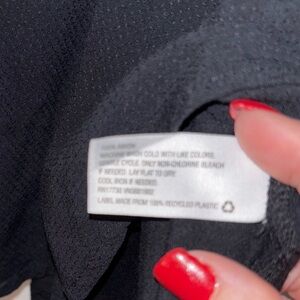 MACHINE WASH COLD WITH LIKE COLORS.
GENTLE CYCLE. ONLY NON-CHLORINE BLEACH
IF NEEDED. LAY FLAT TO DRY.
COOL IRON IF NEEDED.
LABEL MADE FROM 100% RECYCLED PLASTIC